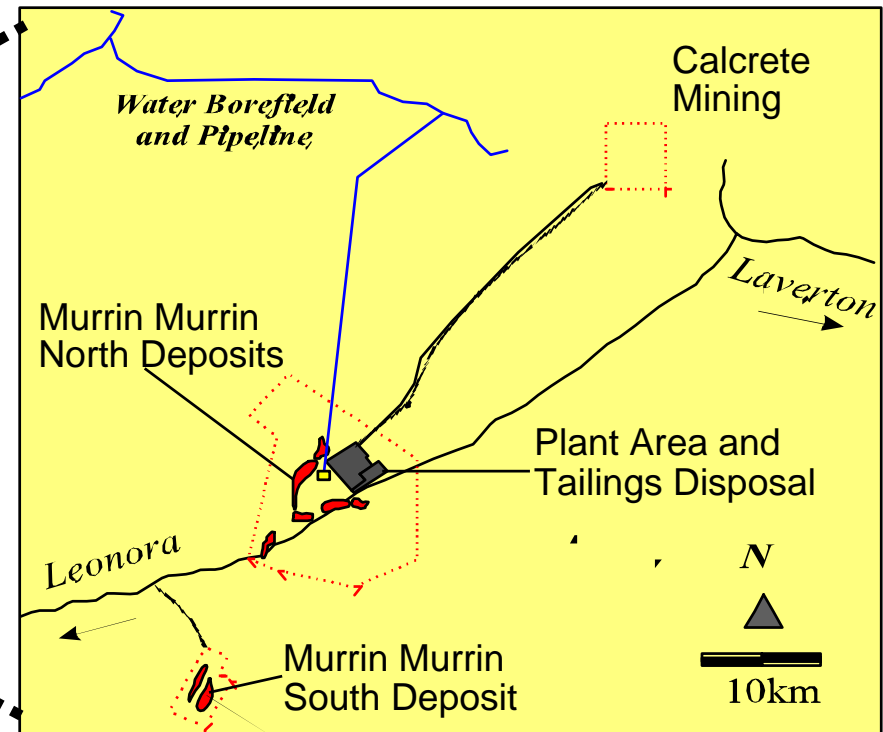 Calcrete
Mining
Water Borefield
and Pipeline
Laverton
Murrin Murrin
North Deposits
Plant Area and
Tailings Disposal
Leonora
N
Murrin Murrin
South Deposit
10km